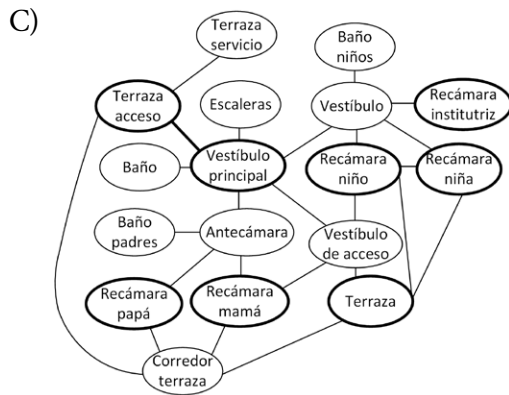 C)
Terraza
servicio
Baño
niños
Terraza
acceso
Escaleras
Vestíbulo
Recámara
institutriz
Baño
Vestíbulo
principal
Recámara
niño
Recámara
niña
Baño
padres
Antecámara
Vestíbulo
de acceso
Recámara
papá
Recámara
mamá
Terraza
Corredor
terraza